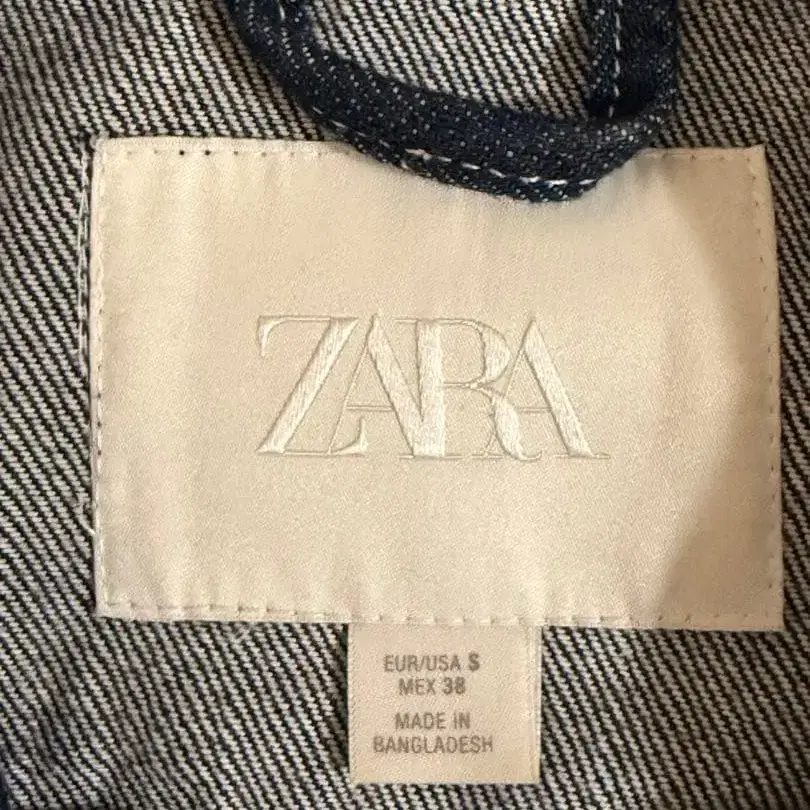 ZARA
EUR/USA S
MEX 38
MADE IN
BANGLADESH